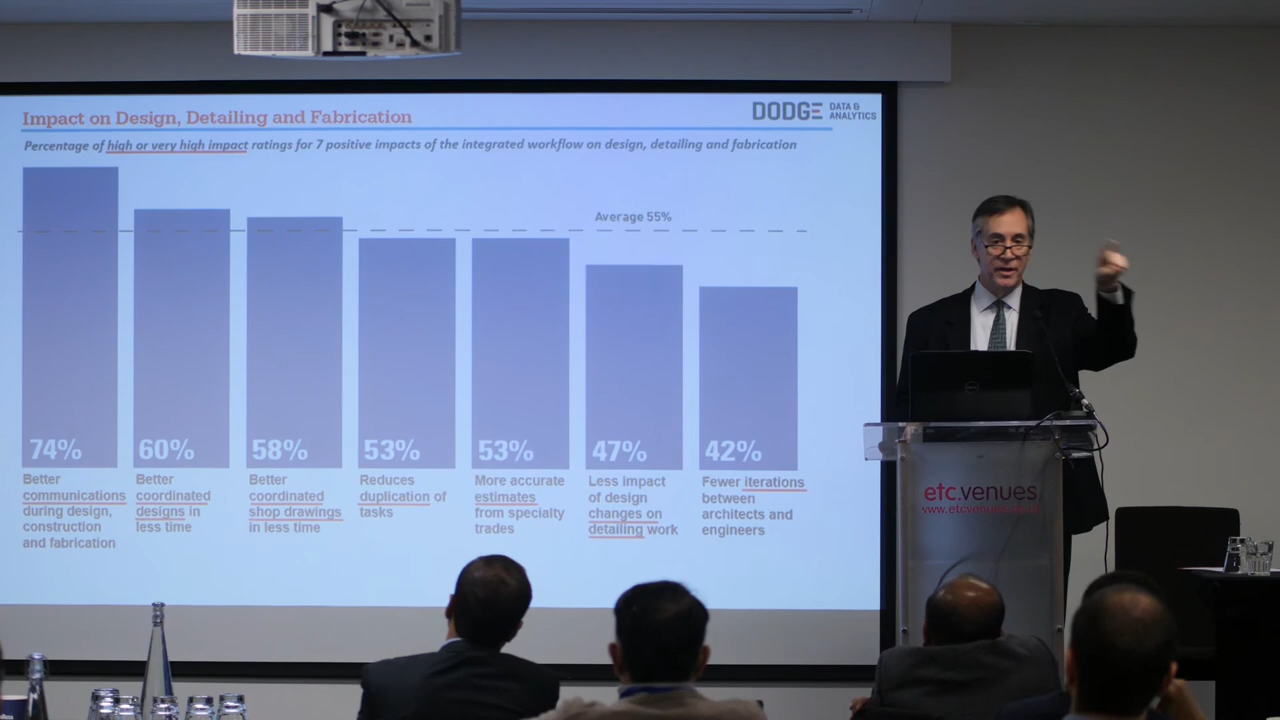 Impact on Design, Detailing and Fabrication
DODGE DATA & ANALYTICS
Percentage of high or very high impact ratings for 7 positive impacts of the integrated workflow on design, detailing and fabrication
Average 55%
74%
60%
58%
53%
53%
47%
42%
Better
communications
during design,
construction
and fabrication
Better
coordinated
designs in
less time
Better
coordinated
shop drawings
in less time
Reduces
duplication of
tasks
More accurate
estimates
from specialty
trades
Less impact
of design
changes on
detailing work
Fewer iterations
between
architects and
engineers
etc.venues